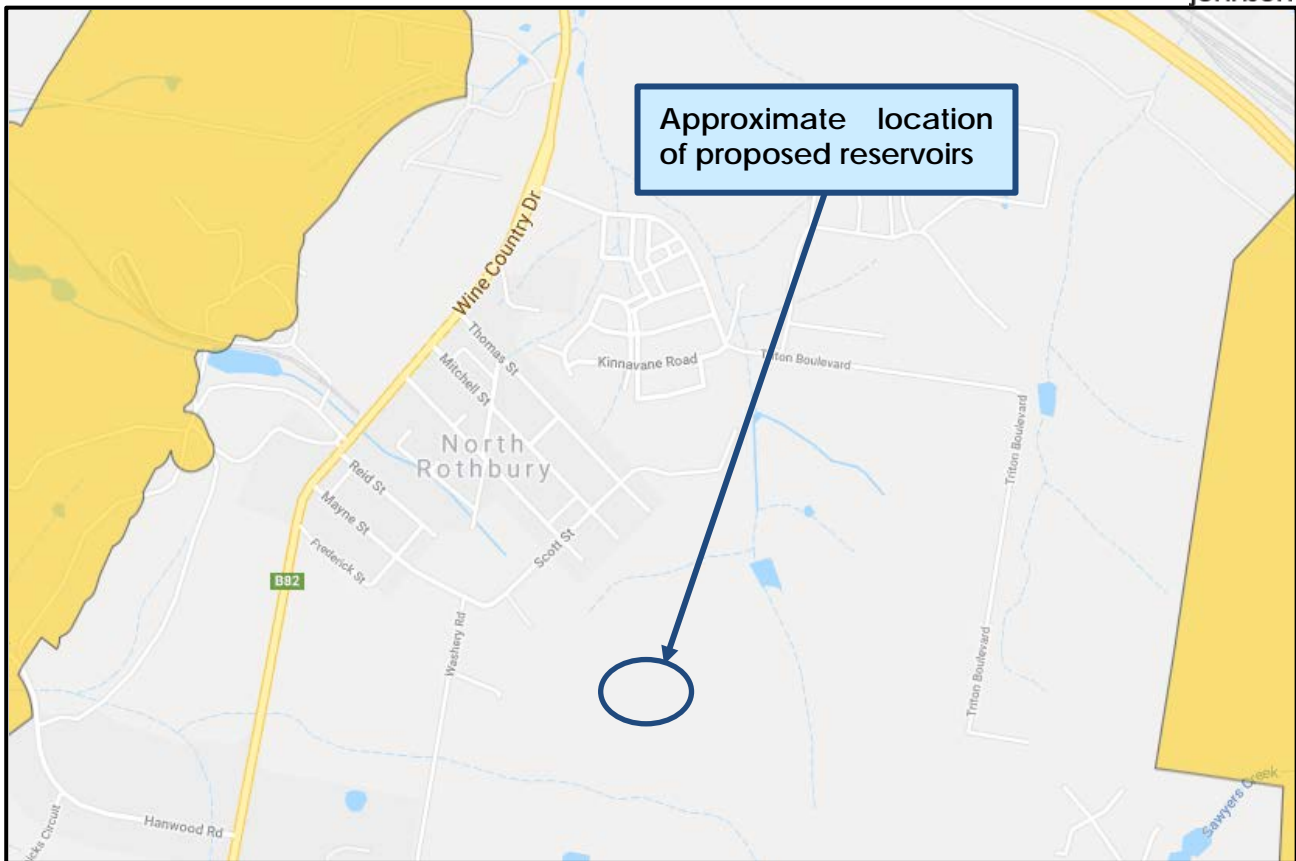 Approximate location
of proposed reservoirs
Wine Country Dr
Thomas St
Mitchell St
Kinnavane Road
Triton Boulevard
North
Rothbury
Reid St
Mayne St
Frederick St
Scott St
Triton Boulevard
B82
Washery Rd
Triton Boulevard
Hanwood Rd
Sawyers Creek
Circuit